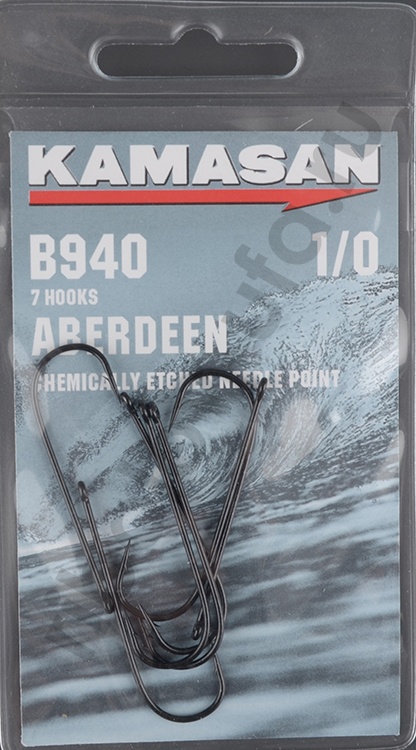 KAMASAN
B940 1/0
7 HOOKS
ABERDEEN
CHEMICALLY ETCHED NEEDLE POINT